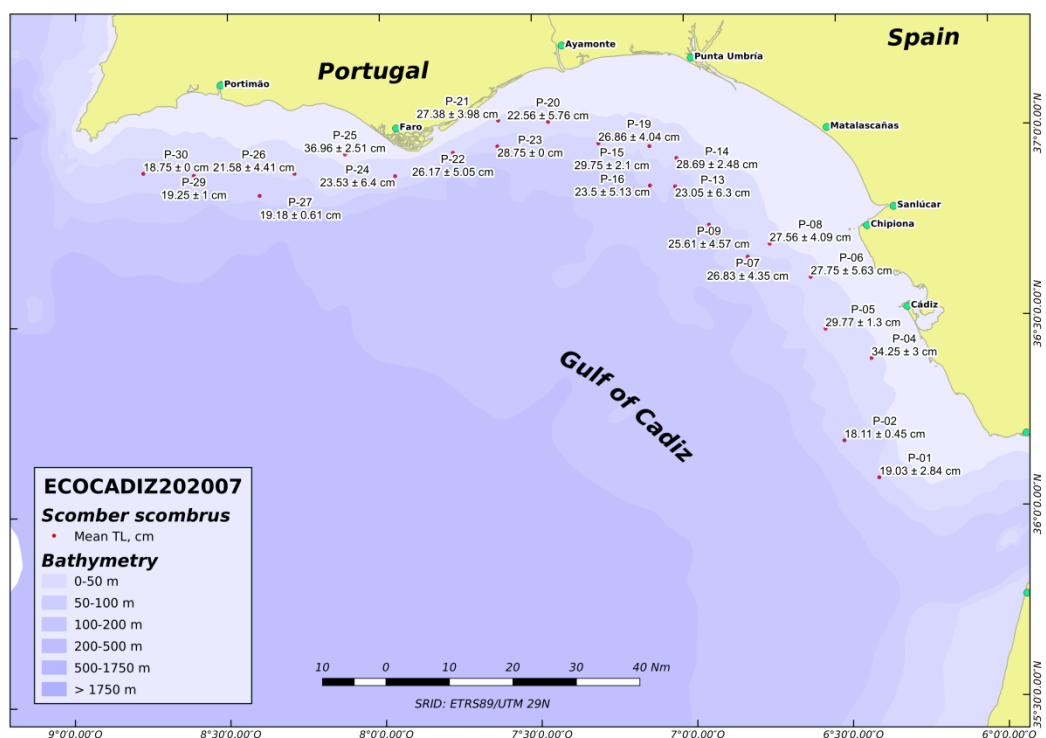 Spain
Portugal
Ayamonte
Punta Umbría
Portimão
Faro
Matalascañas
Sanlúcar
Chipiona
Cádiz
P-21
27.38 ± 3.98 cm
P-20
22.56 ± 5.76 cm
P-19
26.86 ± 4.04 cm
P-25
36.96 ± 2.51 cm
P-23
28.75 ± 0 cm
P-30
18.75 ± 0 cm
P-26
21.58 ± 4.41 cm
P-24
23.53 ± 6.4 cm
P-22
26.17 ± 5.05 cm
P-15
29.75 ± 2.1 cm
P-14
28.69 ± 2.48 cm
P-29
19.25 ± 1 cm
P-16
23.5 ± 5.13 cm
P-13
23.05 ± 6.3 cm
P-27
19.18 ± 0.61 cm
P-09
25.61 ± 4.57 cm
P-08
27.56 ± 4.09 cm
P-07
26.83 ± 4.35 cm
P-06
27.75 ± 5.63 cm
P-05
29.77 ± 1.3 cm
P-04
34.25 ± 3 cm
P-02
18.11 ± 0.45 cm
P-01
19.03 ± 2.84 cm
Gulf of Cadiz
ECOCADIZ202007
Scomber scombrus
Mean TL, cm
Bathymetry
0-50 m
50-100 m
100-200 m
200-500 m
500-1750 m
> 1750 m
10 0 10 20 30 40 Nm
SRID: ETRS89/UTM 29N
37°0'0.00"N
36°30'0.00"N
36°0'0.00"N
35°30'0.00"N
9°0'0.00"O
8°30'0.00"O
8°0'0.00"O
7°30'0.00"O
7°0'0.00"O
6°30'0.00"O
6°0'0.00"O